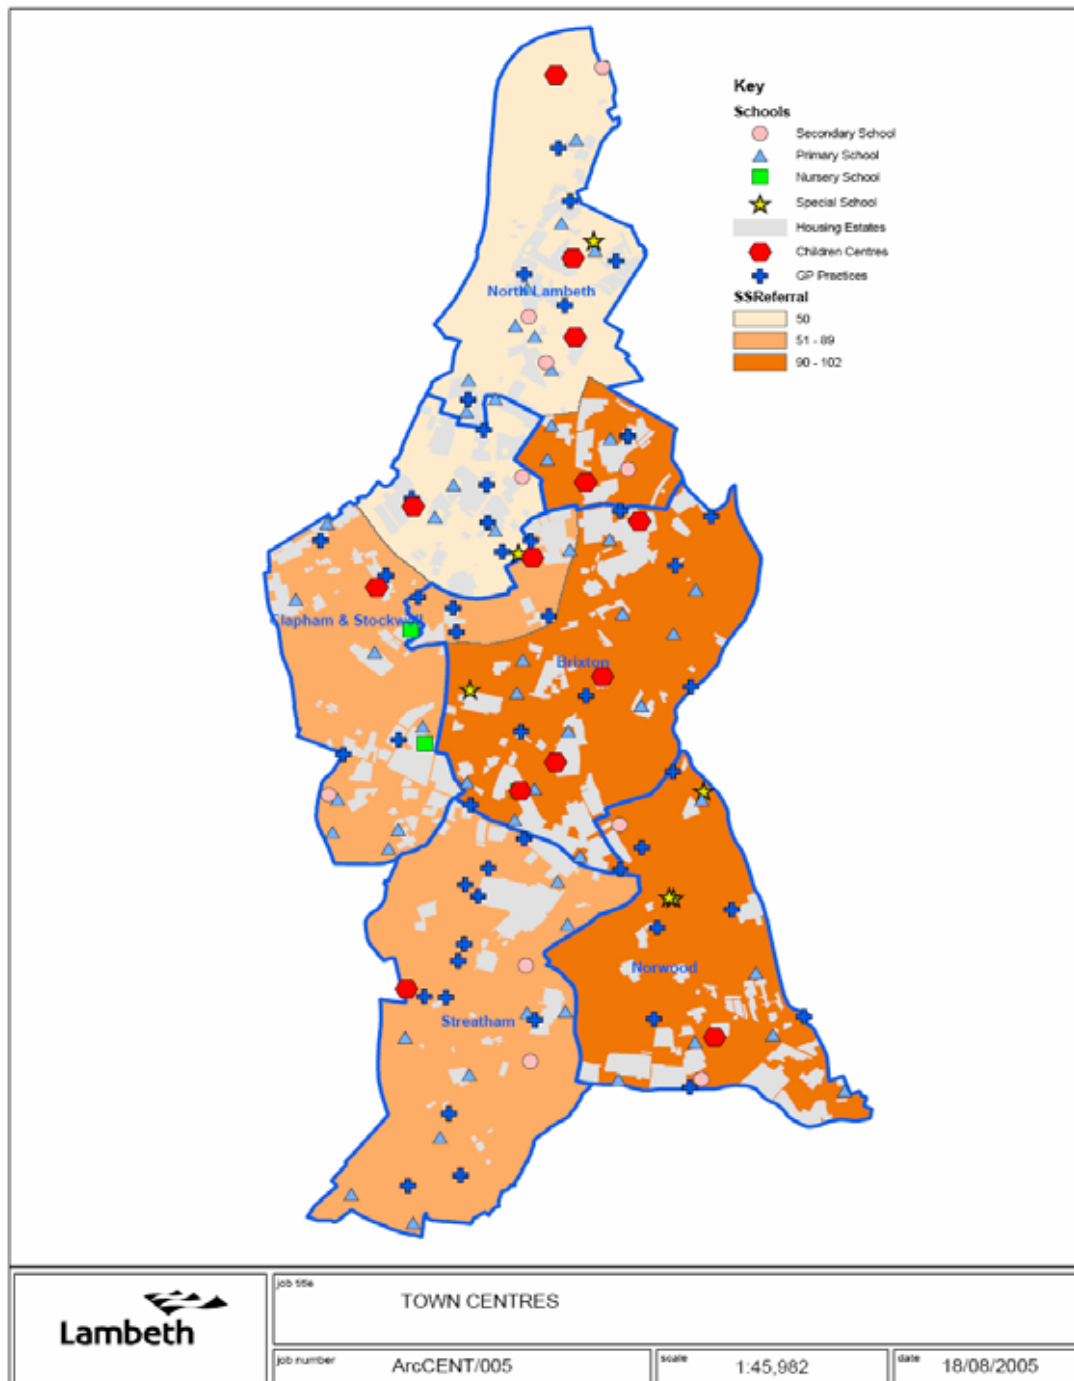 Key
Schools
Secondary School
Primary School
Nursery School
Special School
Housing Estates
Children Centres
GP Practices
SSReferral
50
51 - 89
90 - 102
North Lambeth
Clapham & Stockwell
Brixton
Norwood
Streatham
Lambeth
job title
TOWN CENTRES
job number
ArcCENT/005
scale
1:45,982
date
18/08/2005